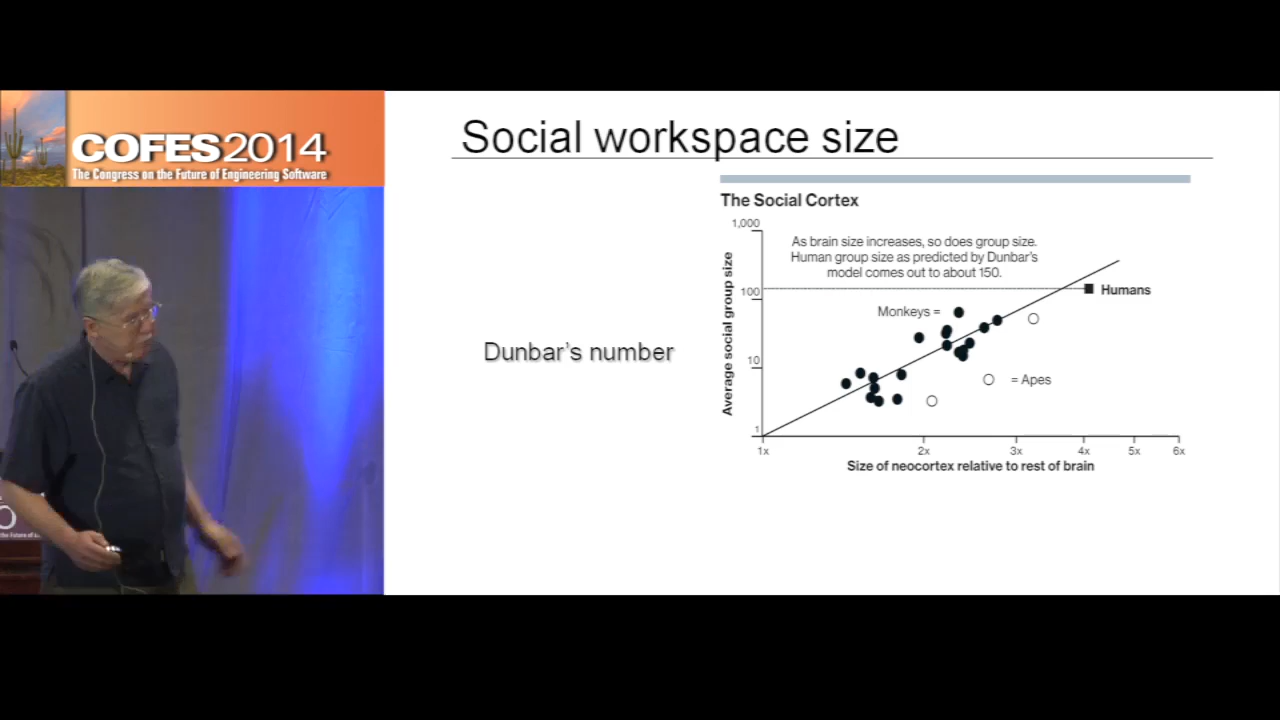 COFES2014
The Congress on the Future of Engineering Software
Social workspace size
Dunbar's number
The Social Cortex
As brain size increases, so does group size.
Human group size as predicted by Dunbar's
model comes out to about 150.
Average social group size
1,000
100
10
1
Humans
Monkeys =
= Apes
1x
2x
3x
4x
5x
6x
Size of neocortex relative to rest of brain